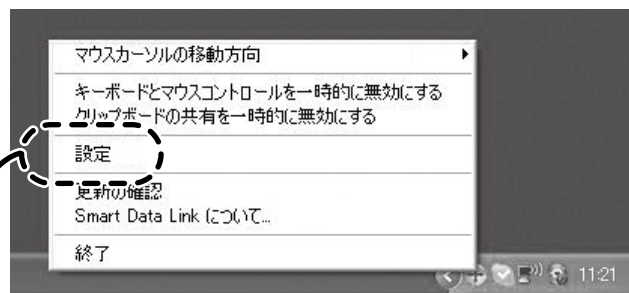 マウスカーソルの移動方向
キーボードとマウスコントロールを一時的に無効にする
クリップボードの共有を一時的に無効にする
設定
更新の確認
Smart Data Link について...
終了
11:21